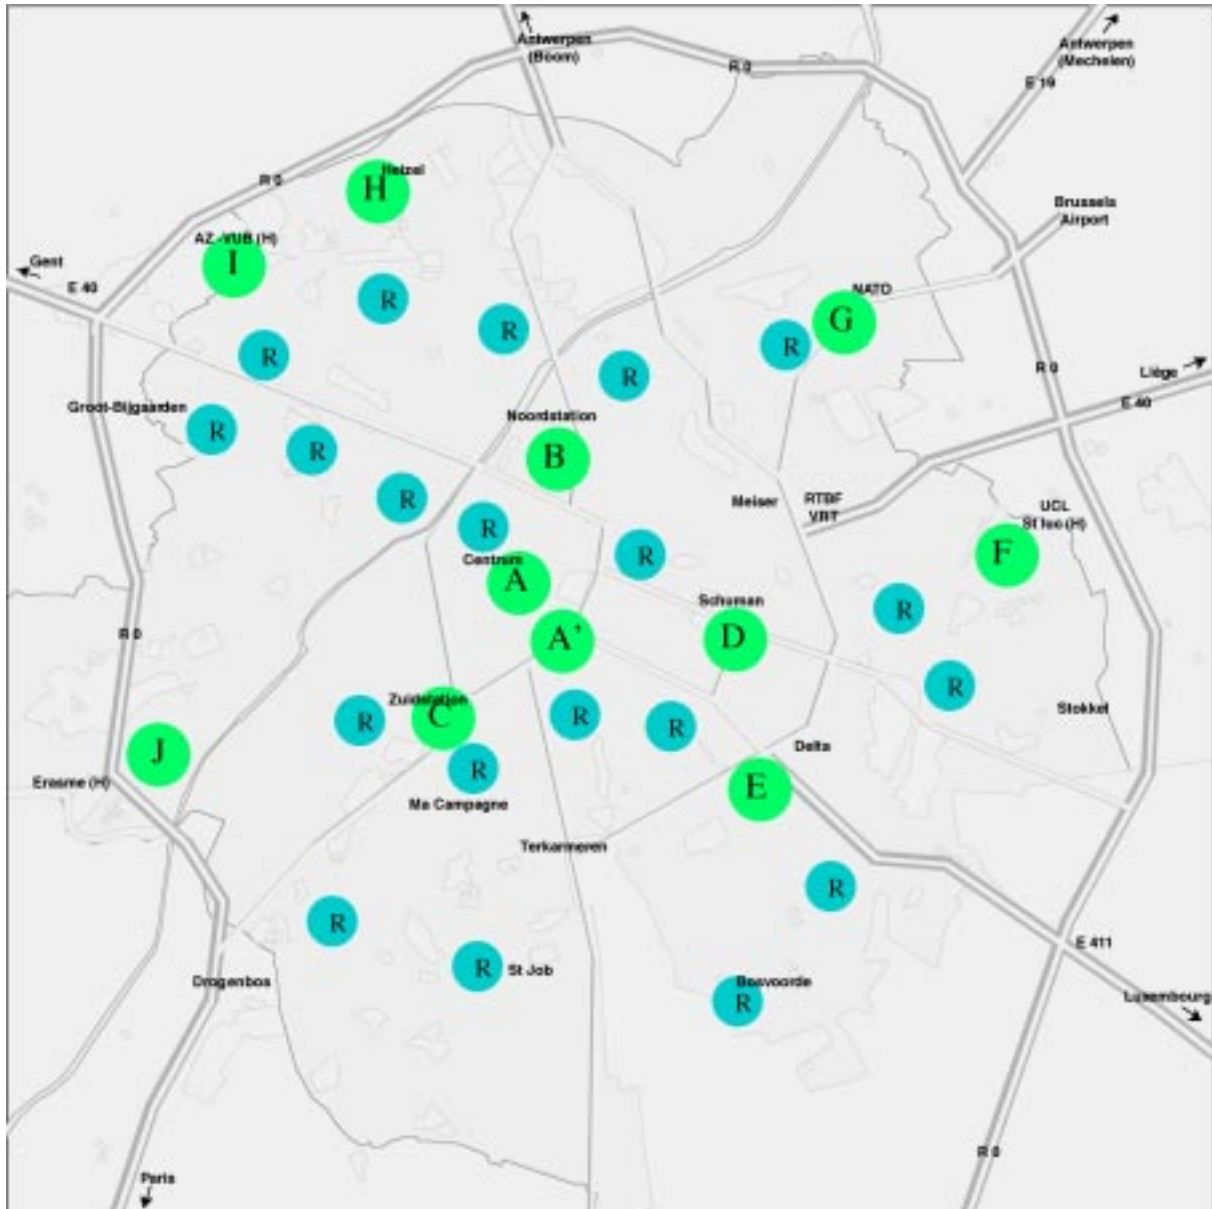 Antwerpen
(Boom)
R 0
Antwerpen
(Mechelen)
E 19
R 0
Heizel
H
Brussels
Airport
AZ-VUB (H)
I
Gent
E 40
NATO
G
R
R
R
R
R
R 0
Liége
E 40
R
Groot-Bijgaarden
R
R
Noordstation
B
R
Meiser
RTBF
VRT
UCL
St luc (H)
F
R
Centrum
A
R
Schuman
D
R
R 0
A'
R
Zuidstation
C
R
R
R
Stokkel
J
Erasme (H)
R
Ma Campagne
Delta
E
Terkammeren
R
R
R
St Job
E 411
Drogenbos
Bosvoorde
R
Luxembourg
R 0
Paris